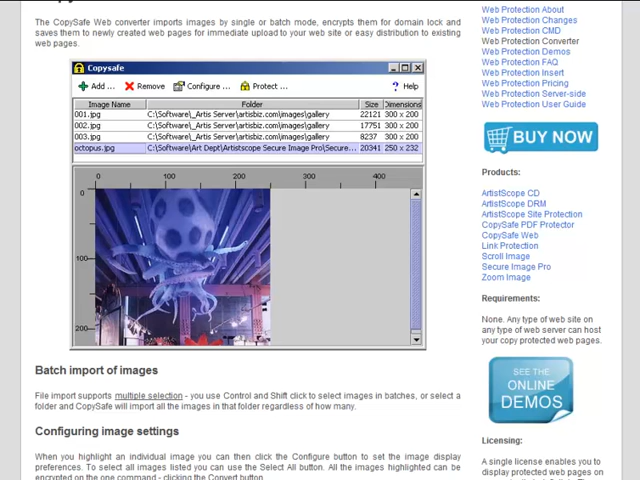 The CopySafe Web converter imports images by single or batch mode, encrypts them for domain lock and
saves them to newly created web pages for immediate upload to your web site or easy distribution to existing
web pages.
Copysafe
Add ... Remove Configure ... Protect ... Help
Image Name Folder Size Dimensions
001.jpg C:\Software\_Artis Server\artisbiz.com\images\gallery 22121 300 x 200
002.jpg C:\Software\_Artis Server\artisbiz.com\images\gallery 17751 300 x 200
003.jpg C:\Software\_Artis Server\artisbiz.com\images\gallery 8237 300 x 200
octopus.jpg C:\Software\Art Dept\Artistscope Secure Image Pro\Secure... 20341 250 x 232
0 100 200 300 400
0
100
200
Batch import of images
File import supports multiple selection - you use Control and Shift click to select images in batches, or select a
folder and CopySafe will import all the images in that folder regardless of how many.
Configuring image settings
When you highlight an individual image you can then click the Configure button to set the image display
preferences. To select all images listed you can use the Select All button. All the images highlighted can be
encrypted on the one command - clicking the Convert button.
Web Protection About
Web Protection Changes
Web Protection CMD
Web Protection Converter
Web Protection Demos
Web Protection FAQ
Web Protection Insert
Web Protection Pricing
Web Protection Server-side
Web Protection User Guide
BUY NOW
Products:
ArtistScope CD
ArtistScope DRM
ArtistScope Site Protection
CopySafe PDF Protector
CopySafe Web
Link Protection
Scroll Image
Secure Image Pro
Zoom Image
Requirements:
None. Any type of web site on
any type of web server can host
your copy protected web pages.
SEE THE
ONLINE
DEMOS
Licensing:
A single license enables you to
display protected web pages on